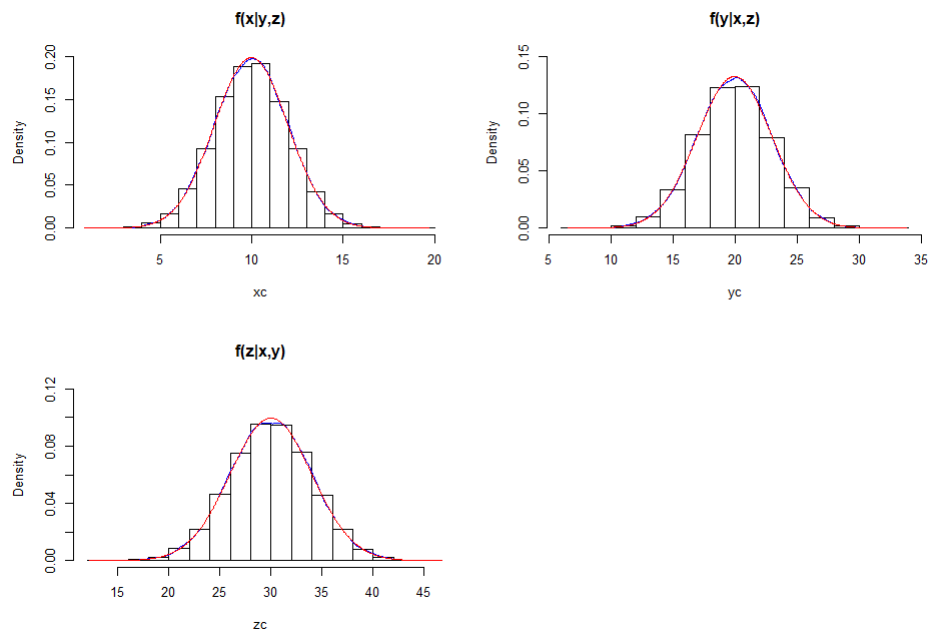 f(x|y,z)
Density
0.00 0.05 0.10 0.15 0.20
5 10 15 20
xc
f(y|x,z)
Density
0.00 0.05 0.10 0.15
5 10 15 20 25 30 35
yc
f(z|x,y)
Density
0.00 0.04 0.08 0.12
15 20 25 30 35 40 45
zc